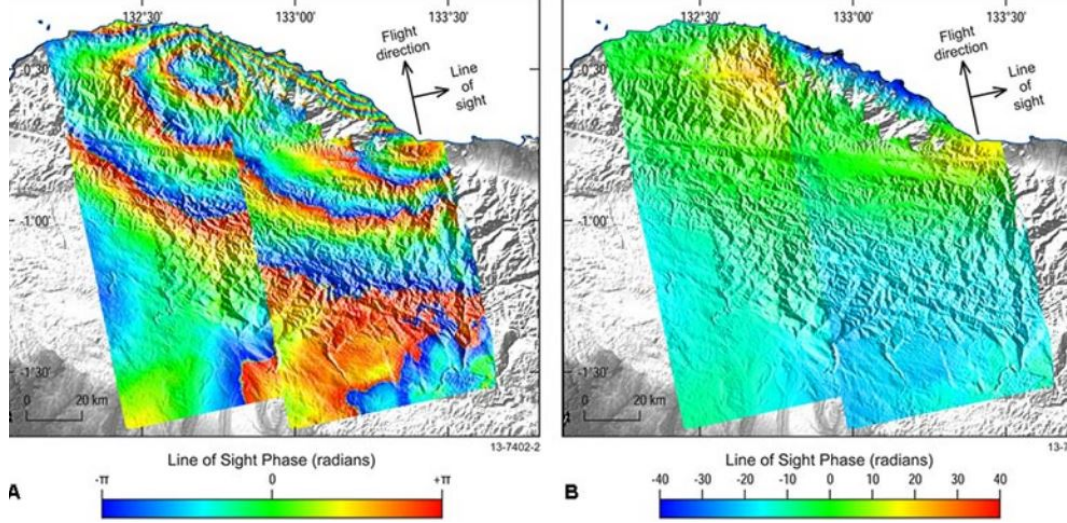 132°30' 133°00 133°30'
Flight
direction
Line
of
sight
0°30'
-1°00'
-1°30'
0 20 km
13-7402-2
Line of Sight Phase (radians)
-π 0 +π
A
132°30' 133°00 133°30'
Flight
direction
Line
of
sight
0°30'
-1°00'
-1°30'
0 20 km
13-7
Line of Sight Phase (radians)
-40 -30 -20 -10 0 10 20 30 40
B